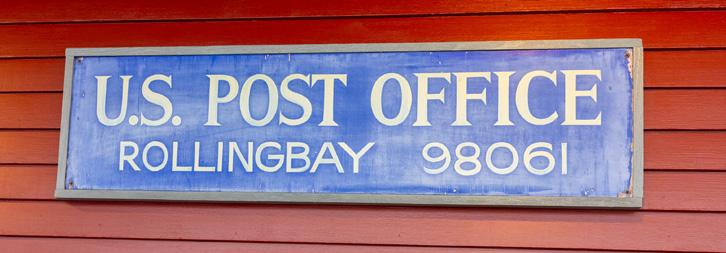 U.S. POST OFFICE
ROLLINGBAY 98061